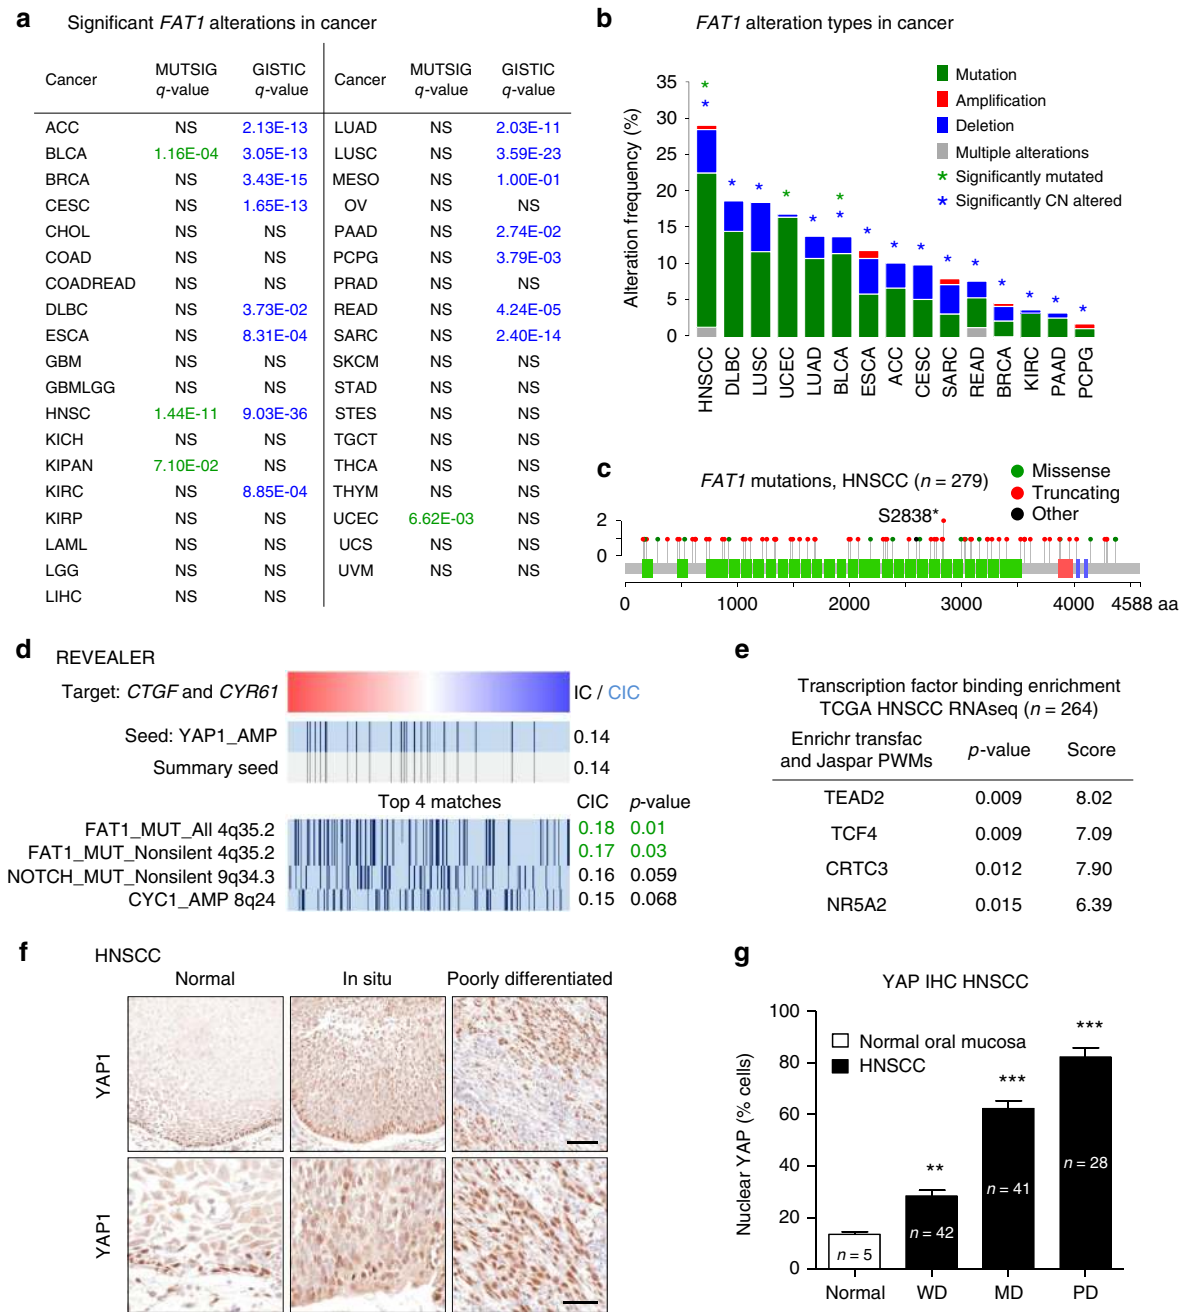 a
Significant FAT1 alterations in cancer
Cancer MUTSIG q-value GISTIC q-value Cancer MUTSIG q-value GISTIC q-value
ACC NS 2.13E-13 LUAD NS 2.03E-11
BLCA 1.16E-04 3.05E-13 LUSC NS 3.59E-23
BRCA NS 3.43E-15 MESO NS 1.00E-01
CESC NS 1.65E-13 OV NS NS
CHOL NS NS PAAD NS 2.74E-02
COAD NS NS PCPG NS 3.79E-03
COADREAD NS NS PRAD NS NS
DLBC NS 3.73E-02 READ NS 4.24E-05
ESCA NS 8.31E-04 SARC NS 2.40E-14
GBM NS NS SKCM NS NS
GBMLGG NS NS STAD NS NS
HNSC 1.44E-11 9.03E-36 STES NS NS
KICH NS NS TGCT NS NS
KIPAN 7.10E-02 NS THCA NS NS
KIRC NS 8.85E-04 THYM NS NS
KIRP NS NS UCEC 6.62E-03 NS
LAML NS NS UCS NS NS
LGG NS NS UVM NS NS
LIHC NS NS
b
FAT1 alteration types in cancer
Mutation
Amplification
Deletion
Multiple alterations
* Significantly mutated
* Significantly CN altered
Alteration frequency (%)
35
30
25
20
15
10
5
0
* * * * * * * * * * * * * * * * *
HNSCC DLBC LUSC UCEC LUAD BLCA ESCA ACC CESC SARC READ BRCA KIRC PAAD PCPG
c
FAT1 mutations, HNSCC (n = 279)
Missense
Truncating
Other
S2838*
2
1
0
0 1000 2000 3000 4000 4588 aa
d
REVEALER
Target: CTGF and CYR61 IC / CIC
Seed: YAP1_AMP 0.14
Summary seed 0.14
Top 4 matches CIC p-value
FAT1_MUT_All 4q35.2 0.18 0.01
FAT1_MUT_Nonsilent 4q35.2 0.17 0.03
NOTCH_MUT_Nonsilent 9q34.3 0.16 0.059
CYC1_AMP 8q24 0.15 0.068
e
Transcription factor binding enrichment
TCGA HNSCC RNAseq (n = 264)
Enrichr transfac and Jaspar PWMs p-value Score
TEAD2 0.009 8.02
TCF4 0.009 7.09
CRTC3 0.012 7.90
NR5A2 0.015 6.39
f
HNSCC
Normal In situ Poorly differentiated
YAP1
YAP1
g
YAP IHC HNSCC
Normal oral mucosa
HNSCC
Nuclear YAP (% cells)
100
80
60
40
20
0
**
***
***
n = 5
n = 42
n = 41
n = 28
Normal WD MD PD